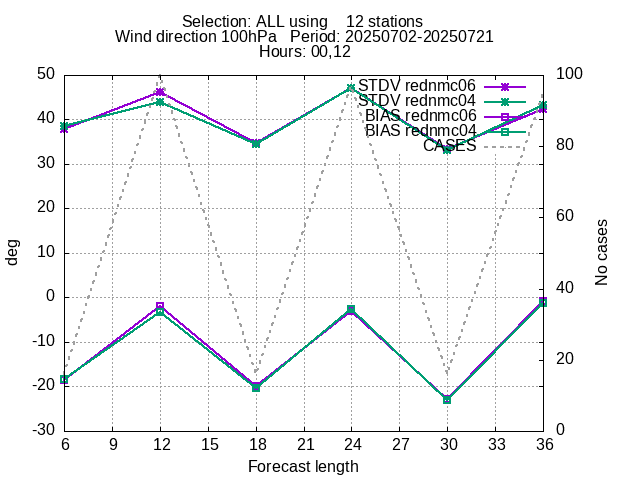 Selection: ALL using    12 stations
Wind direction 100hPa   Period: 20250702-20250721
Hours: 00,12
50 100
STDV rednmc06
STDV rednmc04
40
BIAS rednmc06
BIAS rednmc04
80
CASES
30
20 60
deg
10
No cases
0 40
-10
20
-20
-30 0
6 9 12 15 18 21 24 27 30 33 36
Forecast length